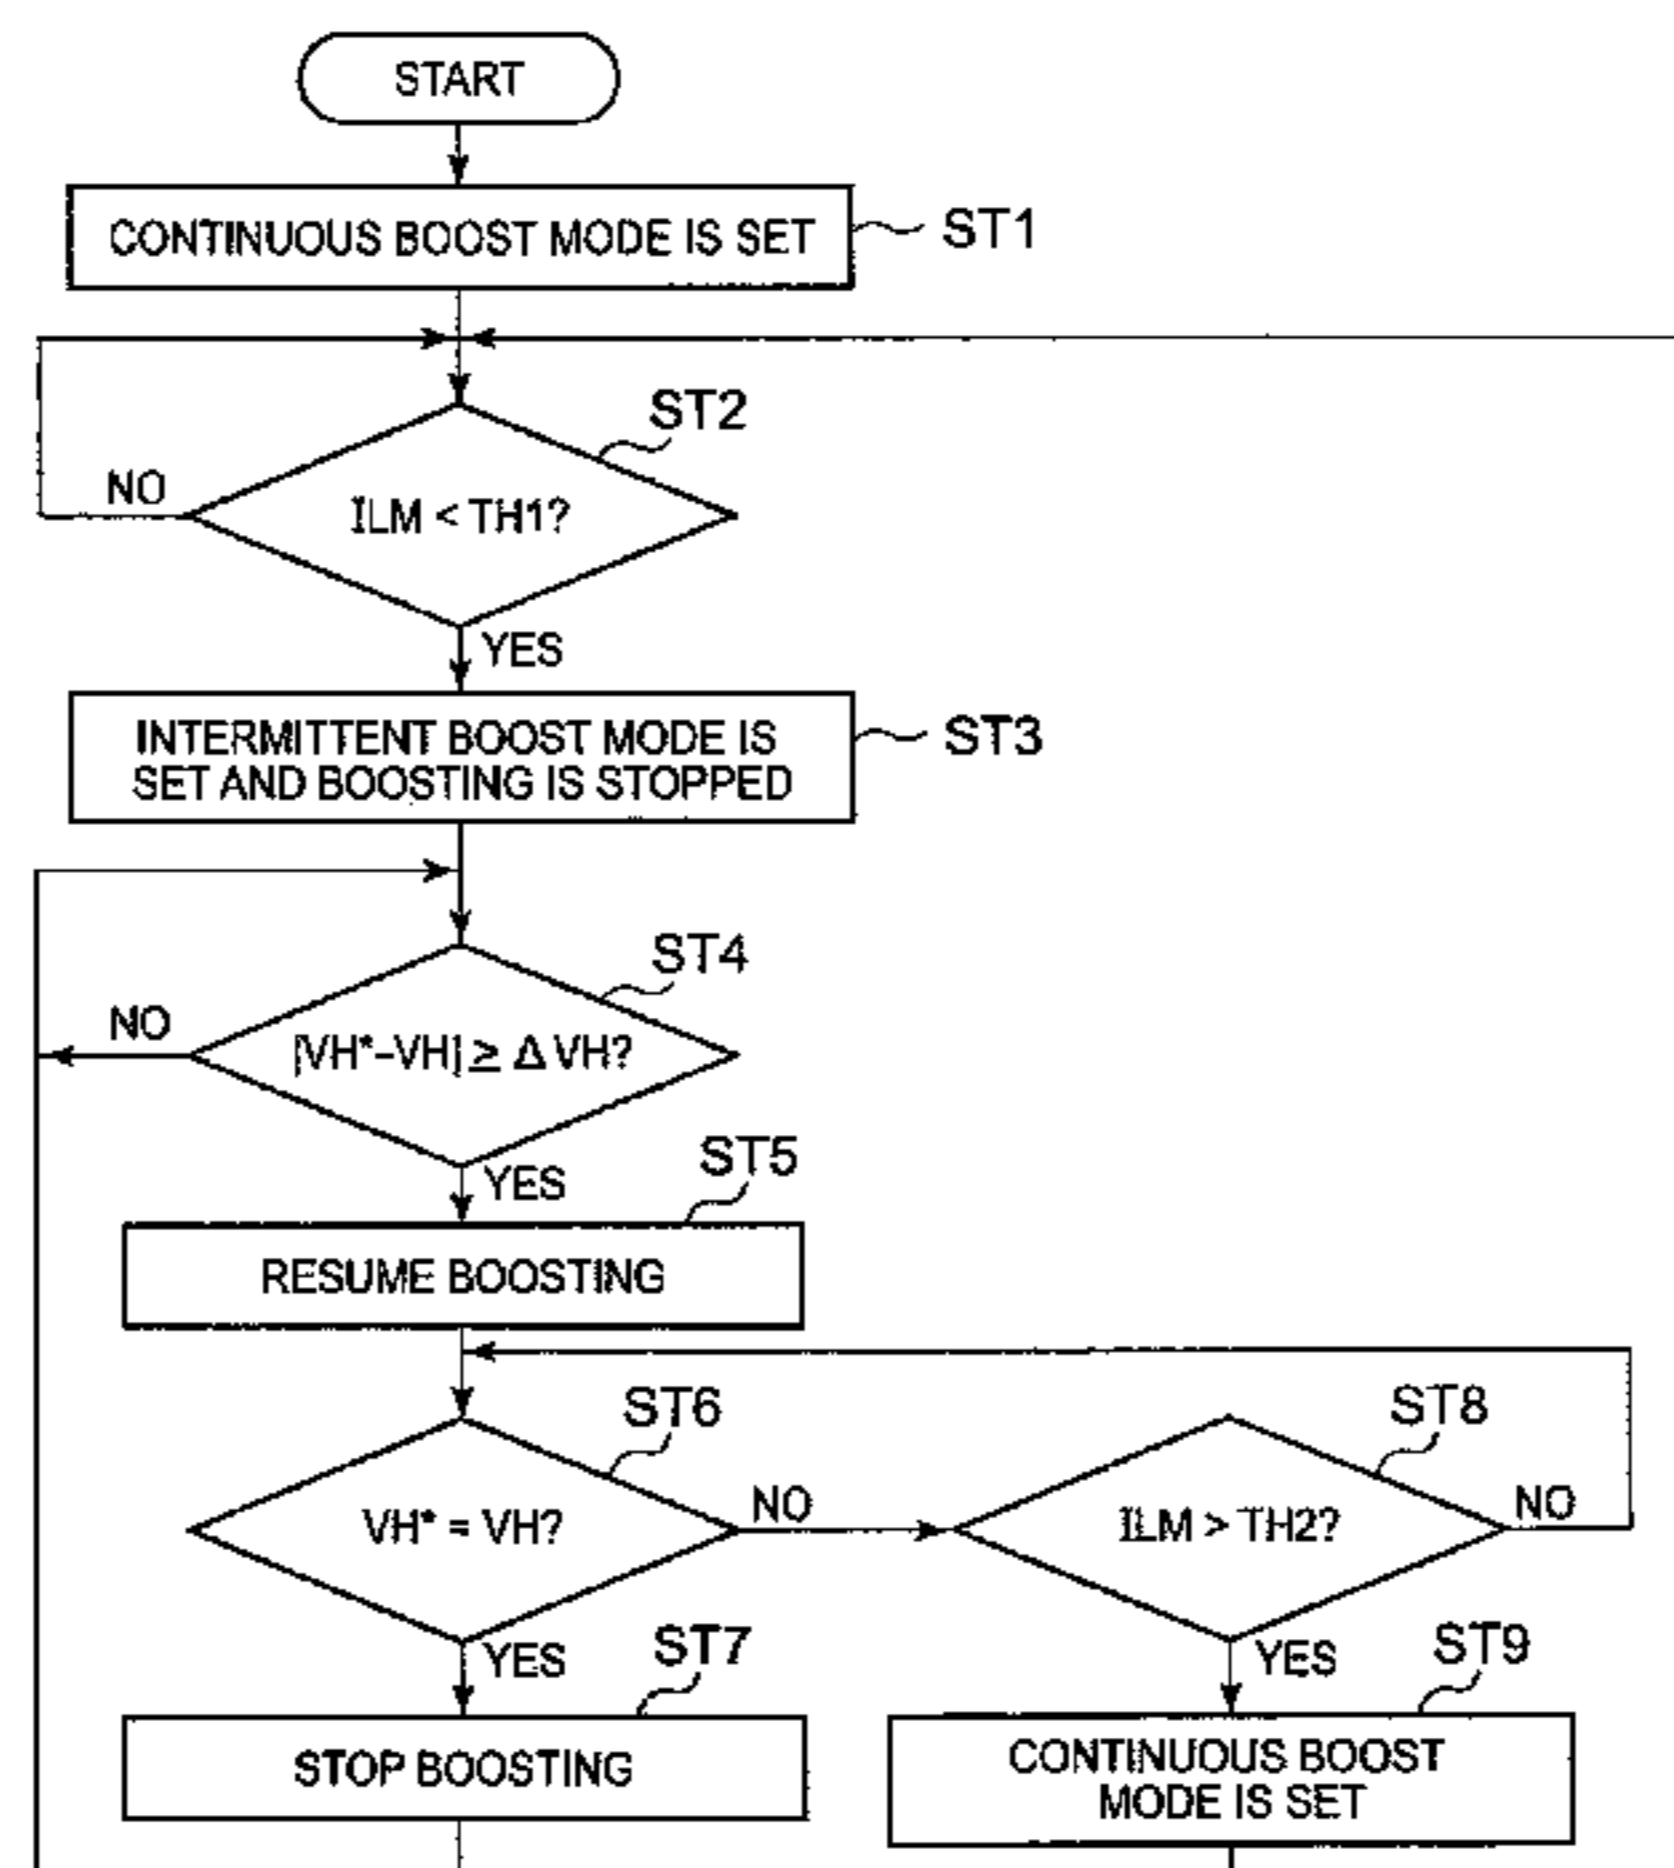 START
CONTINUOUS BOOST MODE IS SET
ST1
ST2
NO
ILM < TH1?
YES
INTERMITTENT BOOST MODE IS
SET AND BOOSTING IS STOPPED
ST3
ST4
NO
|VH*–VH| ≥ Δ VH?
YES
ST5
RESUME BOOSTING
ST6
VH* = VH?
NO
ST8
ILM > TH2?
NO
YES
ST7
STOP BOOSTING
YES
ST9
CONTINUOUS BOOST
MODE IS SET